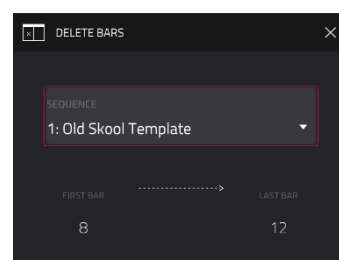 DELETE BARS
SEQUENCE
1: Old Skool Template
FIRST BAR
LAST BAR
8
12